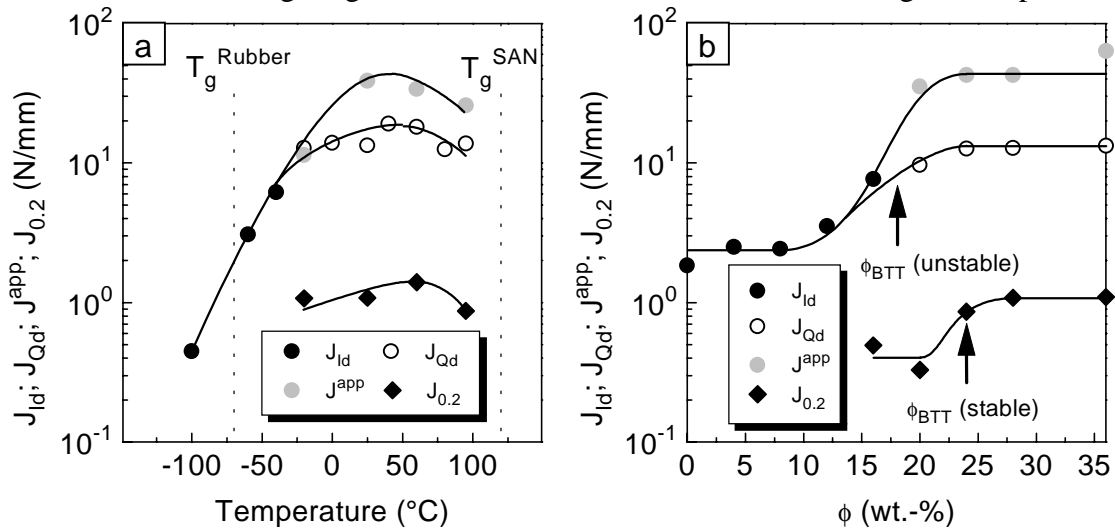 a
T_g^Rubber
T_g^SAN
J_Id; J_Qd; J^app; J_0.2 (N/mm)
10^2
10^1
10^0
10^-1
J_Id
J_Qd
J^app
J_0.2
-100 -50 0 50 100
Temperature (°C)
b
J_Id; J_Qd; J^app; J_0.2 (N/mm)
10^2
10^1
10^0
10^-1
ϕ_BTT (unstable)
J_Id
J_Qd
J^app
J_0.2
ϕ_BTT (stable)
0 5 10 15 20 25 30 35
ϕ (wt.-%)